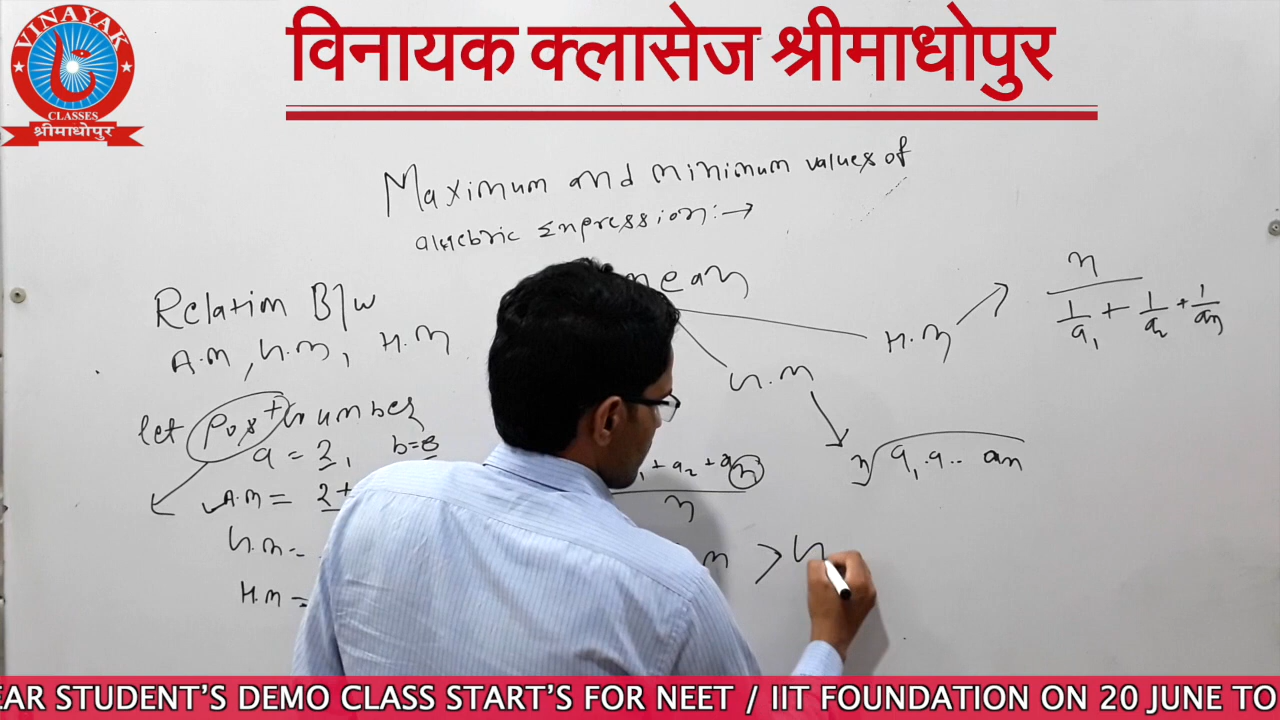 VINAYAK
CLASSES
श्रीमाधोपुर
विनायक क्लासेज श्रीमाधोपुर
Maximum and minimum values of
algebric Expression:→
mean
Relation B/w
A.M, G.M, H.M
let Pos+ number
a = 2, b=8
A.M = 2+
G.M =
H.M =
H.M
n
1/a₁ + 1/a₂ + 1/an
G.M
n√a₁.a.. an
₁ + a₂ + an
n
M > G
EAR STUDENT'S DEMO CLASS START'S FOR NEET / IIT FOUNDATION ON 20 JUNE TO